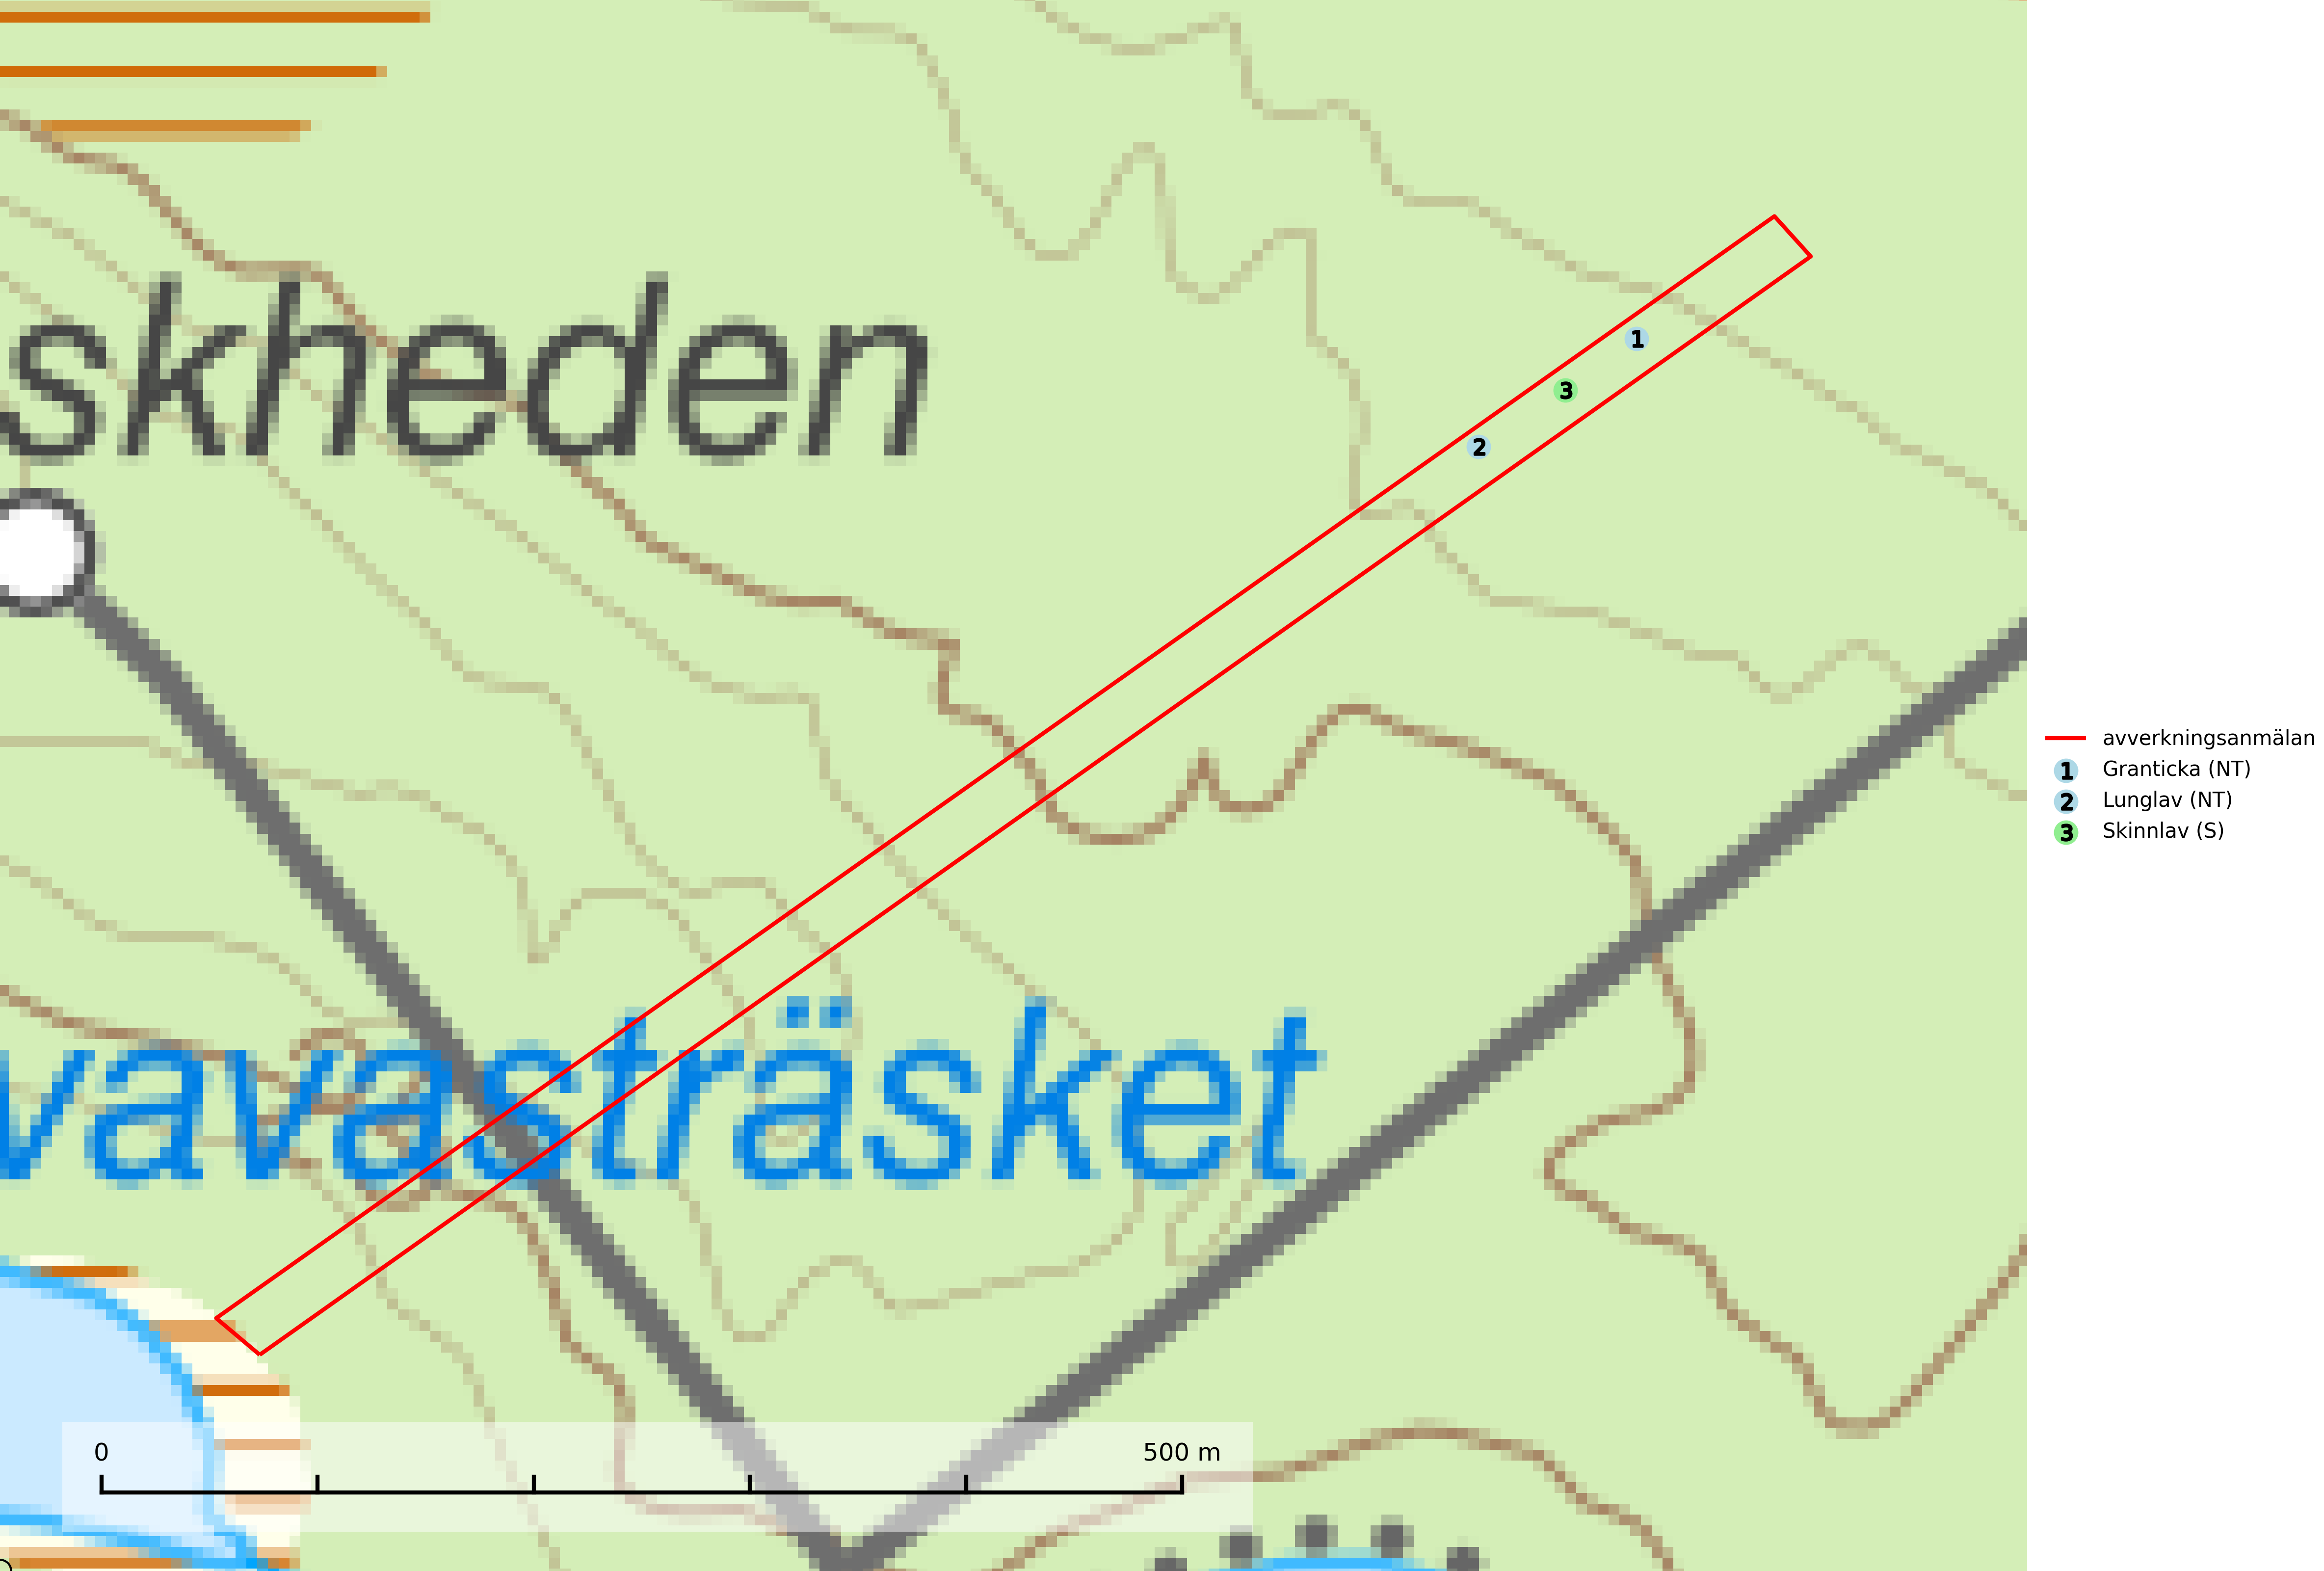 skheden
vavasträsket
0 500 m
avverkningsanmälan
1 Granticka (NT)
2 Lunglav (NT)
3 Skinnlav (S)
1
3
2